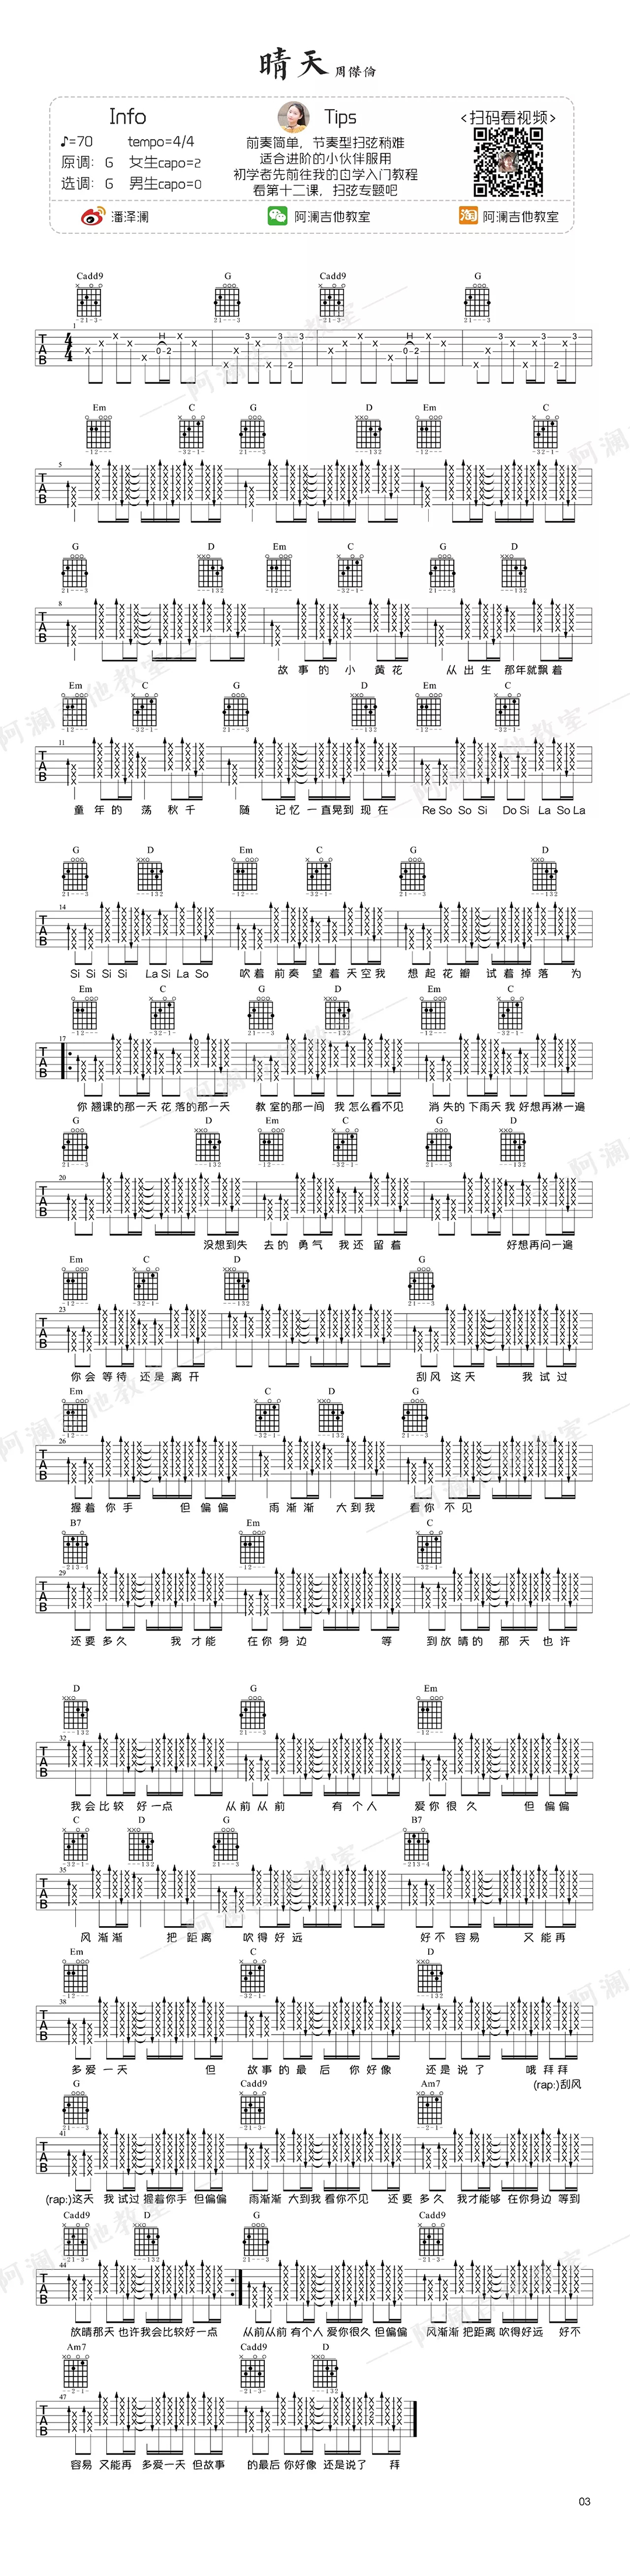 晴天 周傑倫
Info Tips <扫码看视频>
♪=70 tempo=4/4 前奏简单，节奏型扫弦稍难
原调：G 女生capo=2 适合进阶的小伙伴服用
选调：G 男生capo=0 初学者先前往我的自学入门教程
看第十二课，扫弦专题吧
潘泽澜 阿澜吉他教室 淘 阿澜吉他教室
Cadd9 G Cadd9 G
Em C G D Em C
G D Em C G D
故 事 的 小 黄 花 从 出 生 那年就飘着
Em C G D Em C
童 年 的 荡 秋 千 随 记忆 一直晃到 现 在 Re So So Si Do Si La So La
G D Em C G D
Si Si Si Si La Si La So 吹着 前奏 望着 天空我 想起 花瓣 试着 掉落 为
Em C G D Em C
你 翘课的那一天 花 落的那一天 教室的那一间 我 怎么看不见 消失的 下雨天 我 好想再淋一遍
G D Em C G D
没想到失 去的 勇气 我还 留着 好想再问一遍
Em C D G
你会 等待 还是 离开 刮风 这天 我 试过
Em C D G
握着 你手 但 偏偏 雨 渐渐 大到我 看你 不见
B7 Em C
还要 多久 我 才能 在你 身边 等 到放晴的 那 天 也许
D G Em
我会比较 好一点 从前 从前 有 个 人 爱你 很 久 但 偏偏
C D G B7
风 渐渐 把 距离 吹得 好远 好不 容易 又 能再
Em C D
多爱 一天 但 故事 的 最 后 你 好像 还是 说 了 哦 拜拜
(rap:)刮风
G Cadd9 Am7
(rap:)这天 我 试过 握着你手 但偏偏 雨渐渐 大到我 看你不见 还 要 多久 我才能够 在你身边 等到
Cadd9 D G Cadd9
放晴那天 也许我会比较好一点 从前从前 有个人 爱你很久 但偏偏 风渐渐 把距离 吹得好远 好不
Am7 Cadd9 D
容易 又能再 多爱一天 但故事 的最后你好像 还是说了 拜
03